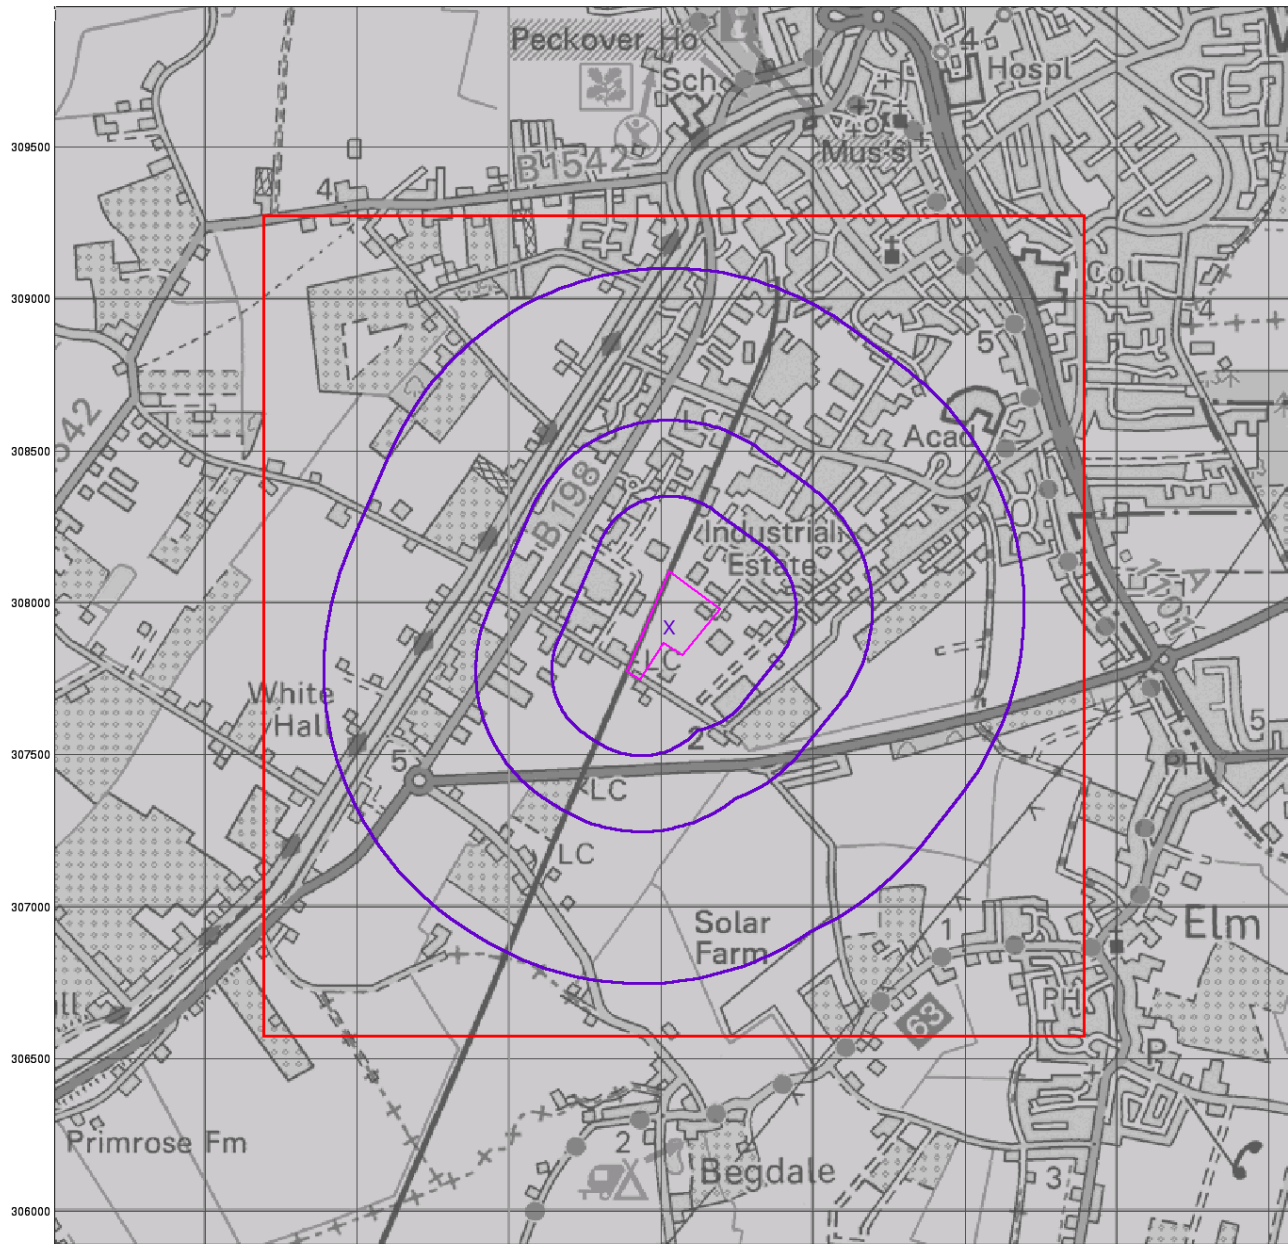 Peckover Ho
4
Hospl
Sch
Mus's
309500
B1542
4
Coll
4
309000
5
LC
Acad
308500
B198
Industrial
Estate
308000
X
LC
White
Hall
5
2
PH
307500
5
LC
LC
307000
Solar
Farm
1
Elm
PH
63
306500
P
Primrose Fm
2
Begdale
3
306000